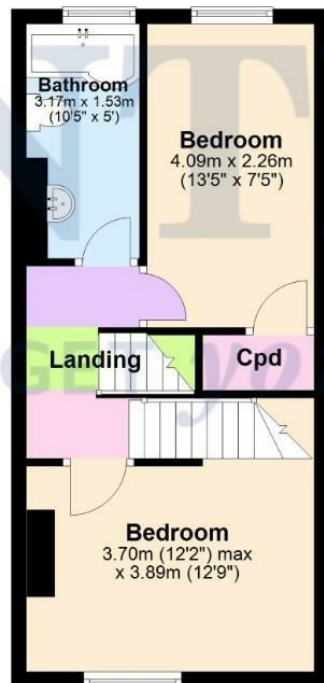 Bathroom
3.17m x 1.53m
(10'5" x 5')
Bedroom
4.09m x 2.26m
(13'5" x 7'5")
Landing
Cpd
Bedroom
3.70m (12'2") max
x 3.89m (12'9")